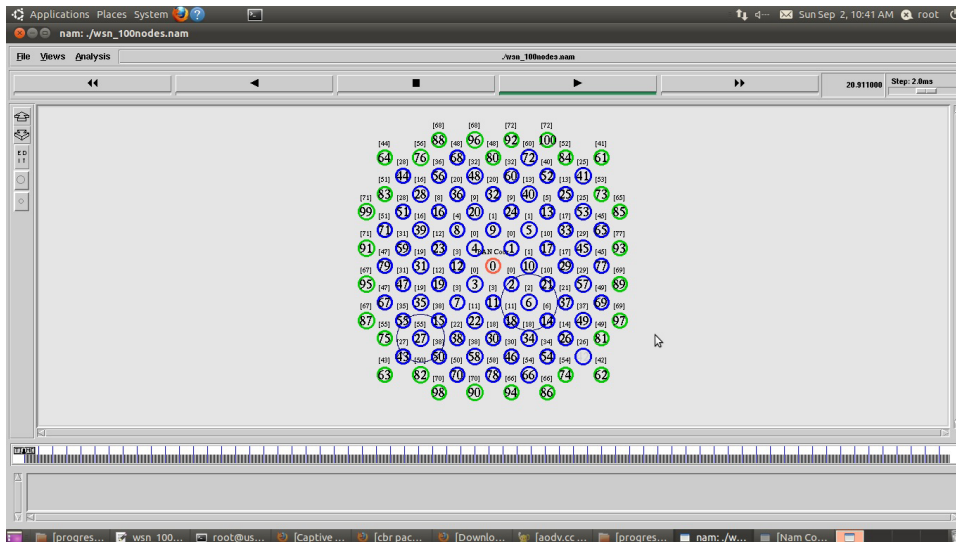 Applications Places System
Sun Sep 2, 10:41 AM root
nam: ./wsn_100nodes.nam
File Views Analysis ./wsn_100nodes.nam
20.911000 Step: 2.0ms
[68] [68] [72] [72]
88 96 92 100
[44] [56] [48] [48] [60] [52] [41]
64 76 68 80 72 84 61
[28] [36] [32] [32] [40] [25]
44 56 48 60 52 41
[51] [16] [20] [20] [13] [13] [53]
83 28 36 32 40 25 73
[71] [28] [8] [9] [9] [5] [25] [65]
99 51 16 20 24 13 53 85
[51] [16] [4] [1] [1] [17] [45]
71 39 8 9 5 33 65
[71] [39] [12] [0] [0] [10] [33] [77]
91 59 23 4 1 17 45 93
[47] [19] [3] [1] [17] [45]
79 31 12 0 10 29 77
[67] [31] [12] [0] [0] [10] [29] [69]
95 47 19 3 2 21 57 89
[47] [19] [3] [3] [2] [21] [49]
67 35 7 11 6 37 69
[67] [35] [38] [11] [11] [6] [37] [69]
87 55 15 22 18 14 49 97
[55] [55] [22] [18] [18] [14] [49]
75 27 38 30 34 26 81
[27] [38] [30] [34] [26]
43 50 58 46 54
[43] [50] [50] [58] [54] [54] [42]
63 82 70 78 66 74 62
[70] [70] [66] [66]
98 90 94 86
[progres... wsn_100... root@us... [Captive ... [cbr pac... [Downlo... [aodv.cc ... [progres... nam: ./w... [Nam Co...